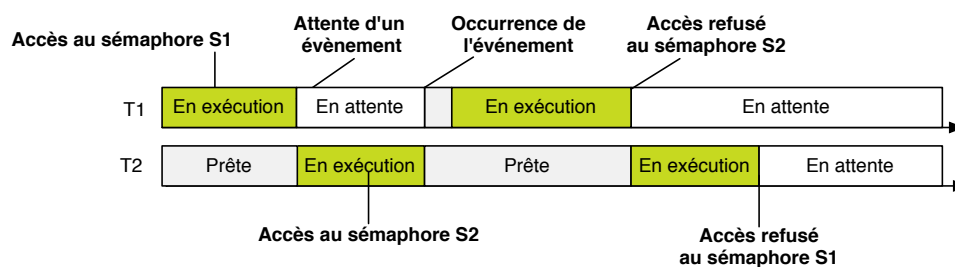 Accès au sémaphore S1
Attente d'un
évènement
Occurrence de
l'événement
Accès refusé
au sémaphore S2
T1
En exécution
En attente
En exécution
En attente
T2
Prête
En exécution
Prête
En exécution
En attente
Accès au sémaphore S2
Accès refusé
au sémaphore S1